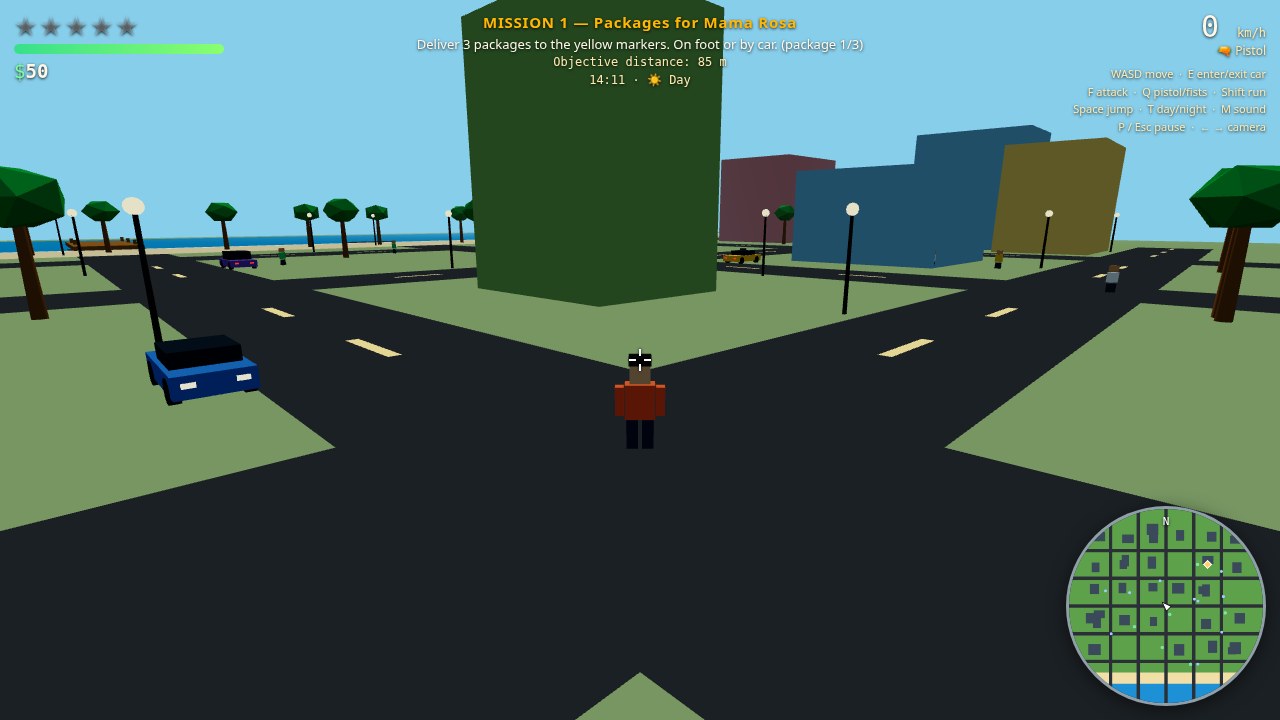 $50
MISSION 1 — Packages for Mama Rosa
Deliver 3 packages to the yellow markers. On foot or by car. (package 1/3)
Objective distance: 85 m
14:11 · ☀️ Day
0 km/h
Pistol
WASD move · E enter/exit car
F attack · Q pistol/fists · Shift run
Space jump · T day/night · M sound
P / Esc pause · ← → camera
N